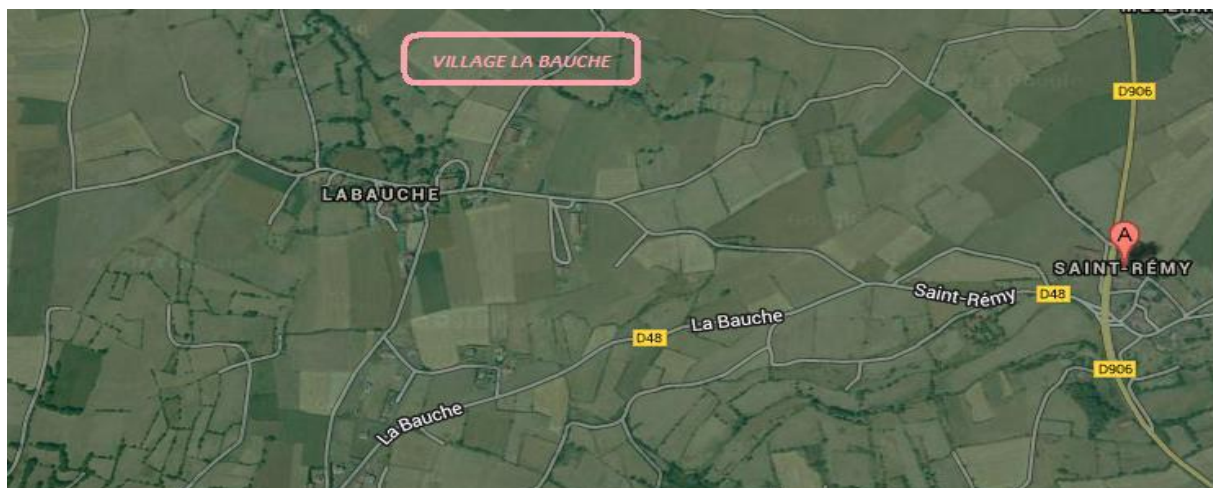 VILLAGE LA BAUCHE
D906
LABAUCHE
SAINT-RÉMY
A
Saint-Rémy
D48
La Bauche
D48
D906
La Bauche